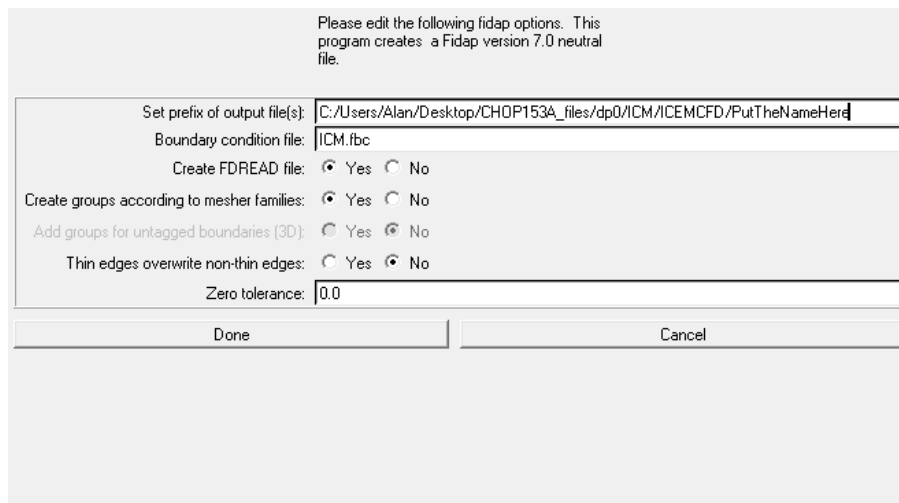 Please edit the following fidap options. This
program creates a Fidap version 7.0 neutral
file.
Set prefix of output file(s): C:/Users/Alan/Desktop/CHOP153A_files/dp0/ICM/ICEMCFD/PutTheNameHere
Boundary condition file: ICM.fbc
Create FDREAD file: Yes No
Create groups according to mesher families: Yes No
Add groups for untagged boundaries (3D): Yes No
Thin edges overwrite non-thin edges: Yes No
Zero tolerance: 0.0
Done Cancel